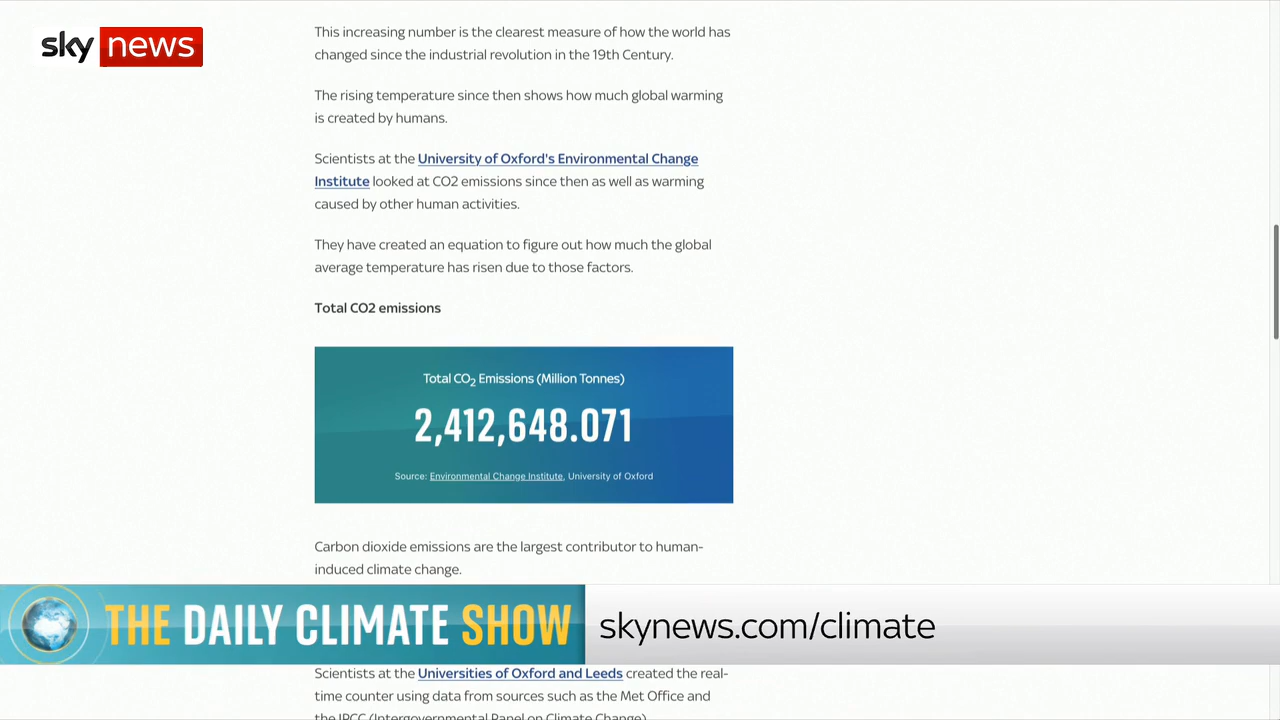 sky news
This increasing number is the clearest measure of how the world has
changed since the industrial revolution in the 19th Century.
The rising temperature since then shows how much global warming
is created by humans.
Scientists at the University of Oxford's Environmental Change
Institute looked at CO2 emissions since then as well as warming
caused by other human activities.
They have created an equation to figure out how much the global
average temperature has risen due to those factors.
Total CO2 emissions
Total CO₂ Emissions (Million Tonnes)
2,412,648.071
Source: Environmental Change Institute, University of Oxford
Carbon dioxide emissions are the largest contributor to human-
induced climate change.
THE DAILY CLIMATE SHOW
skynews.com/climate
Scientists at the Universities of Oxford and Leeds created the real-
time counter using data from sources such as the Met Office and
the IPCC (Intergovernmental Panel on Climate Change)